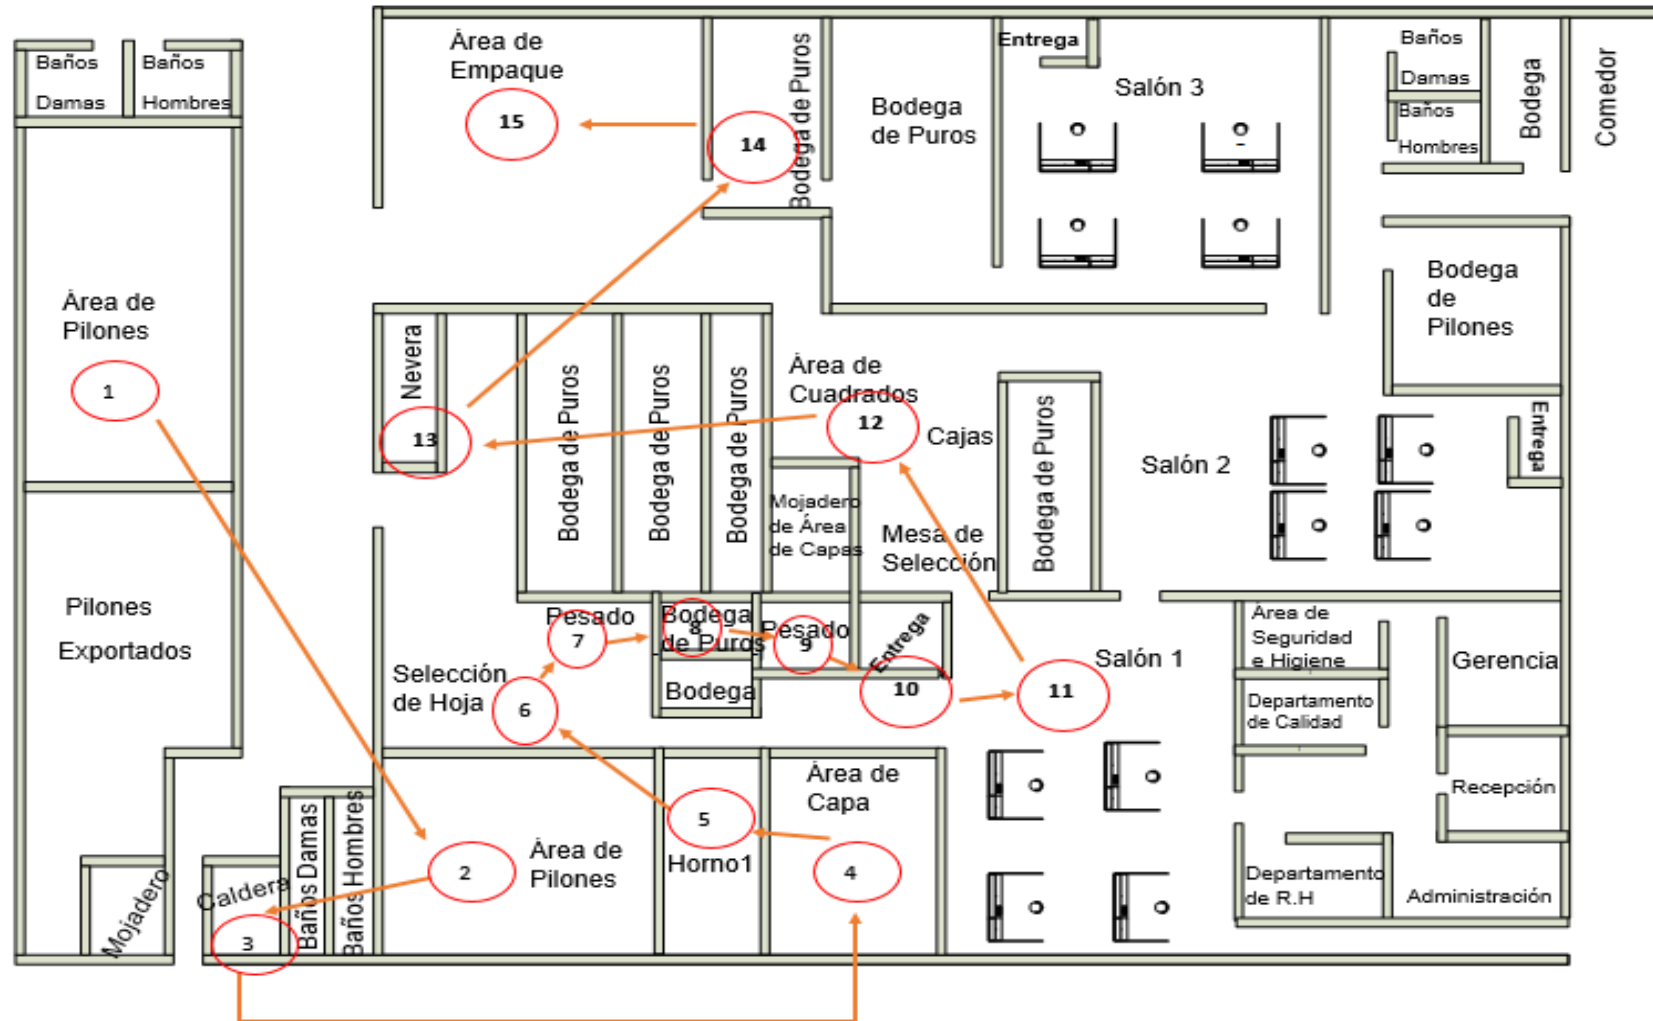 Baños
Damas
Baños
Hombres
Área de
Pilones
1
Pilones
Exportados
Mojadero
Caldera
3
Baños Damas
Baños Hombres
Área de
Empaque
15
14
Bodega de Puros
Bodega
de Puros
Entrega
Salón 3
Baños
Damas
Baños
Hombres
Bodega
Comedor
Bodega
de
Pilones
Nevera
13
Bodega de Puros
Bodega de Puros
Bodega de Puros
Área de
Cuadrados
12
Cajas
Mojadero
de Área
de Capas
Mesa de
Selección
Bodega de Puros
Salón 2
Entrega
Pesado
7
Bodega
8
de Puros
Pesado
9
Entrega
10
11
Salón 1
Selección
de Hoja
6
Bodega
Área de
Seguridad
e Higiene
Gerencia
Departamento
de Calidad
Recepción
2
Área de
Pilones
5
Horno1
Área de
Capa
4
Departamento
de R.H
Administración